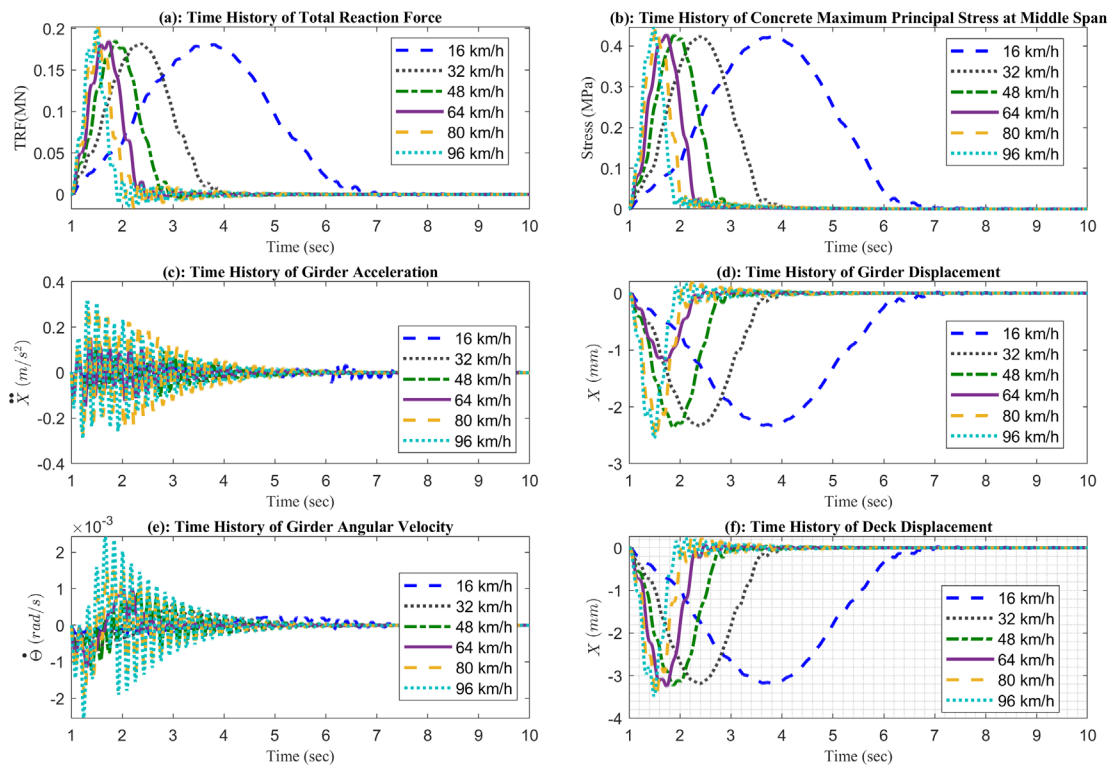 (a): Time History of Total Reaction Force
0.2
0.15
0.1
0.05
0
TRF(MN)
16 km/h
32 km/h
48 km/h
64 km/h
80 km/h
96 km/h
1 2 3 4 5 6 7 8 9 10
Time (sec)
(b): Time History of Concrete Maximum Principal Stress at Middle Span
0.4
0.3
0.2
0.1
0
Stress (MPa)
16 km/h
32 km/h
48 km/h
64 km/h
80 km/h
96 km/h
1 2 3 4 5 6 7 8 9 10
Time (sec)
(c): Time History of Girder Acceleration
0.4
0.2
0
-0.2
-0.4
Ẍ (m/s²)
16 km/h
32 km/h
48 km/h
64 km/h
80 km/h
96 km/h
1 2 3 4 5 6 7 8 9 10
Time (sec)
(d): Time History of Girder Displacement
0
-1
-2
-3
X (mm)
16 km/h
32 km/h
48 km/h
64 km/h
80 km/h
96 km/h
1 2 3 4 5 6 7 8 9 10
Time (sec)
(e): Time History of Girder Angular Velocity
×10⁻³
2
1
0
-1
-2
Θ̇ (rad/s)
16 km/h
32 km/h
48 km/h
64 km/h
80 km/h
96 km/h
1 2 3 4 5 6 7 8 9 10
Time (sec)
(f): Time History of Deck Displacement
0
-1
-2
-3
-4
X (mm)
16 km/h
32 km/h
48 km/h
64 km/h
80 km/h
96 km/h
1 2 3 4 5 6 7 8 9 10
Time (sec)